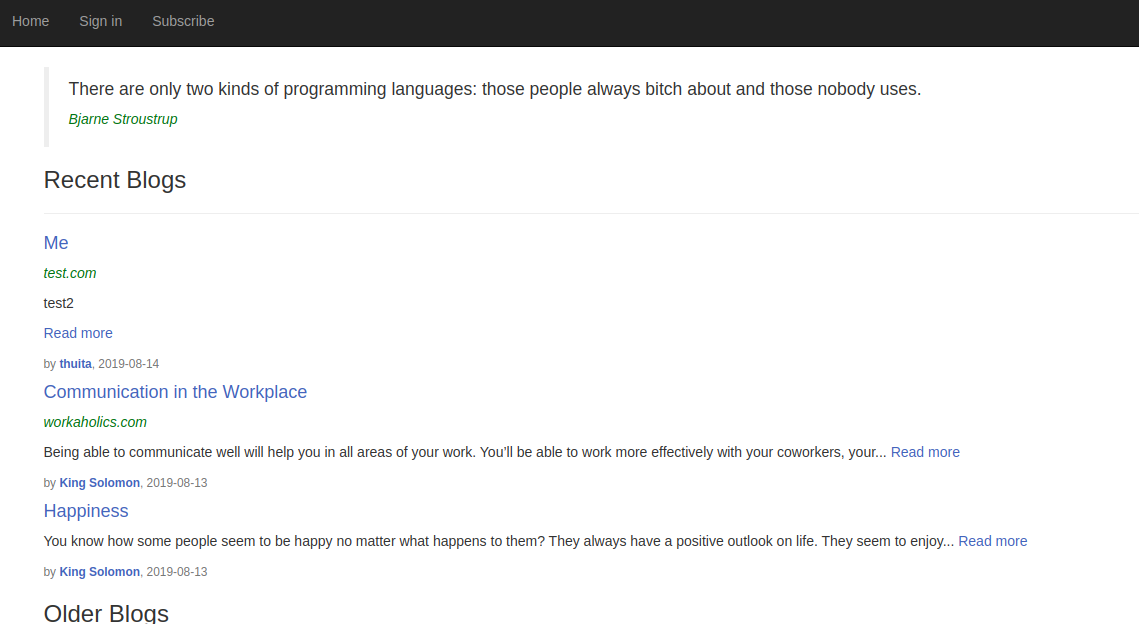 Home Sign in Subscribe
There are only two kinds of programming languages: those people always bitch about and those nobody uses.
Bjarne Stroustrup
Recent Blogs
Me
test.com
test2
Read more
by thuita, 2019-08-14
Communication in the Workplace
workaholics.com
Being able to communicate well will help you in all areas of your work. You’ll be able to work more effectively with your coworkers, your... Read more
by King Solomon, 2019-08-13
Happiness
You know how some people seem to be happy no matter what happens to them? They always have a positive outlook on life. They seem to enjoy... Read more
by King Solomon, 2019-08-13
Older Blogs